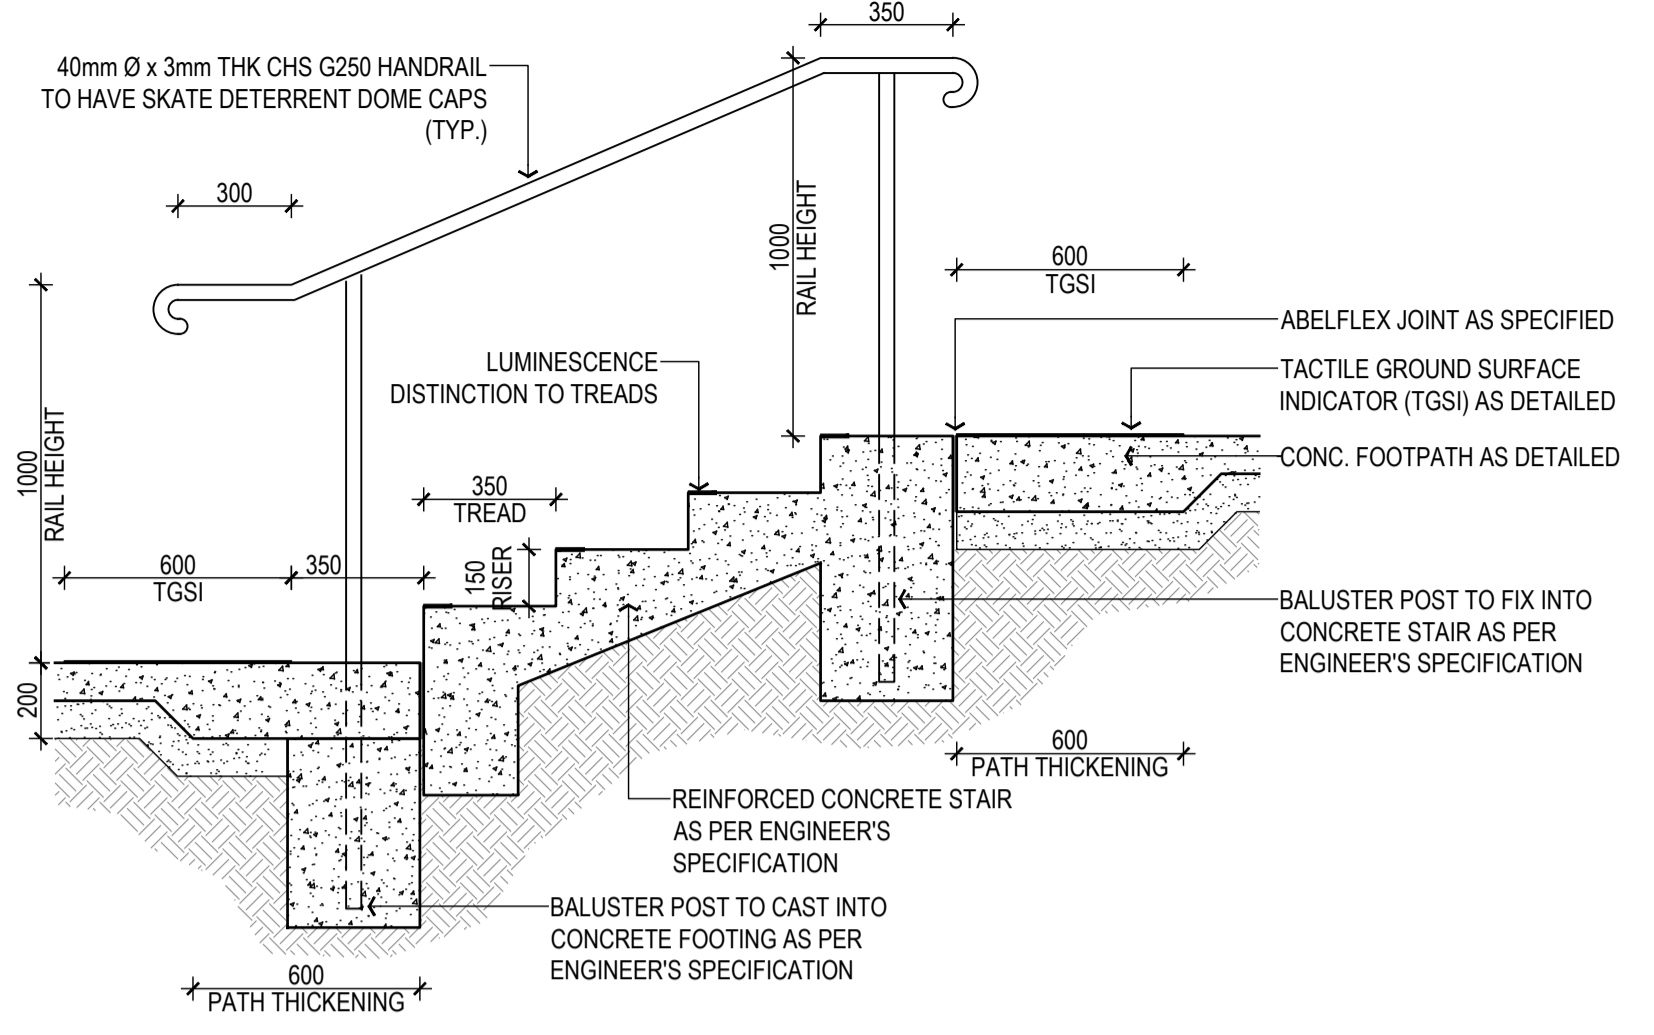 350
40mm Ø x 3mm THK CHS G250 HANDRAIL
TO HAVE SKATE DETERRENT DOME CAPS
(TYP.)
300
1000
RAIL HEIGHT
600
TGSI
ABELFLEX JOINT AS SPECIFIED
LUMINESCENCE
DISTINCTION TO TREADS
TACTILE GROUND SURFACE
INDICATOR (TGSI) AS DETAILED
CONC. FOOTPATH AS DETAILED
1000
RAIL HEIGHT
350
TREAD
150
RISER
600
TGSI
350
BALUSTER POST TO FIX INTO
CONCRETE STAIR AS PER
ENGINEER'S SPECIFICATION
200
600
PATH THICKENING
REINFORCED CONCRETE STAIR
AS PER ENGINEER'S
SPECIFICATION
BALUSTER POST TO CAST INTO
CONCRETE FOOTING AS PER
ENGINEER'S SPECIFICATION
600
PATH THICKENING